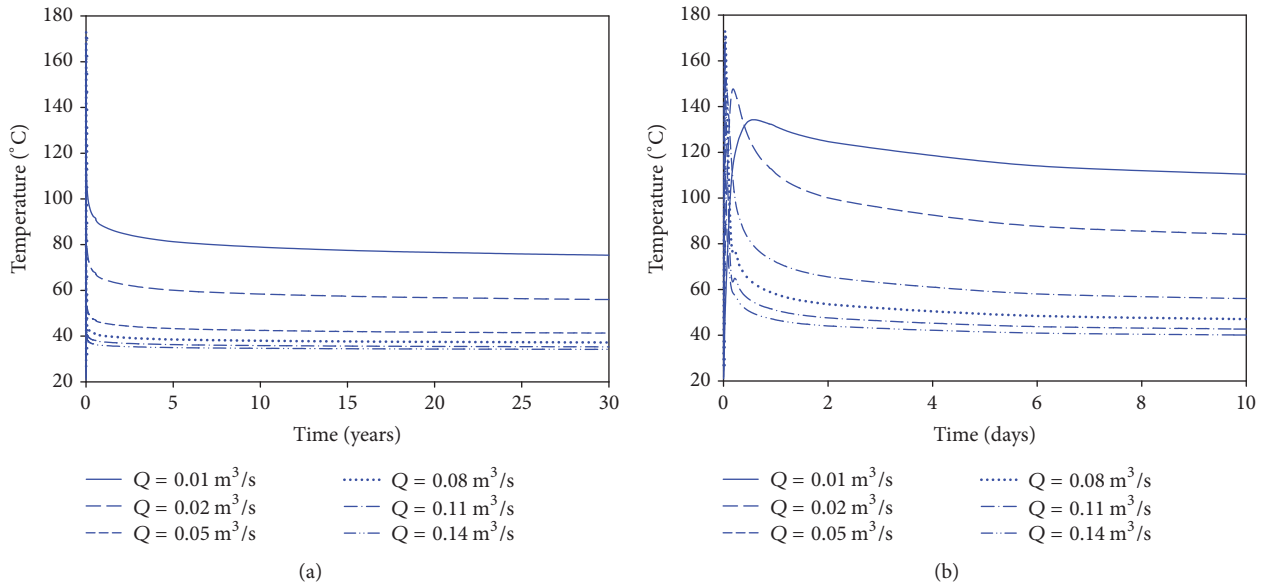 180
160
140
120
100
80
60
40
20
Temperature (°C)
0 5 10 15 20 25 30
Time (years)
Q = 0.01 m³/s
Q = 0.02 m³/s
Q = 0.05 m³/s
Q = 0.08 m³/s
Q = 0.11 m³/s
Q = 0.14 m³/s
(a)
180
160
140
120
100
80
60
40
20
Temperature (°C)
0 2 4 6 8 10
Time (days)
Q = 0.01 m³/s
Q = 0.02 m³/s
Q = 0.05 m³/s
Q = 0.08 m³/s
Q = 0.11 m³/s
Q = 0.14 m³/s
(b)